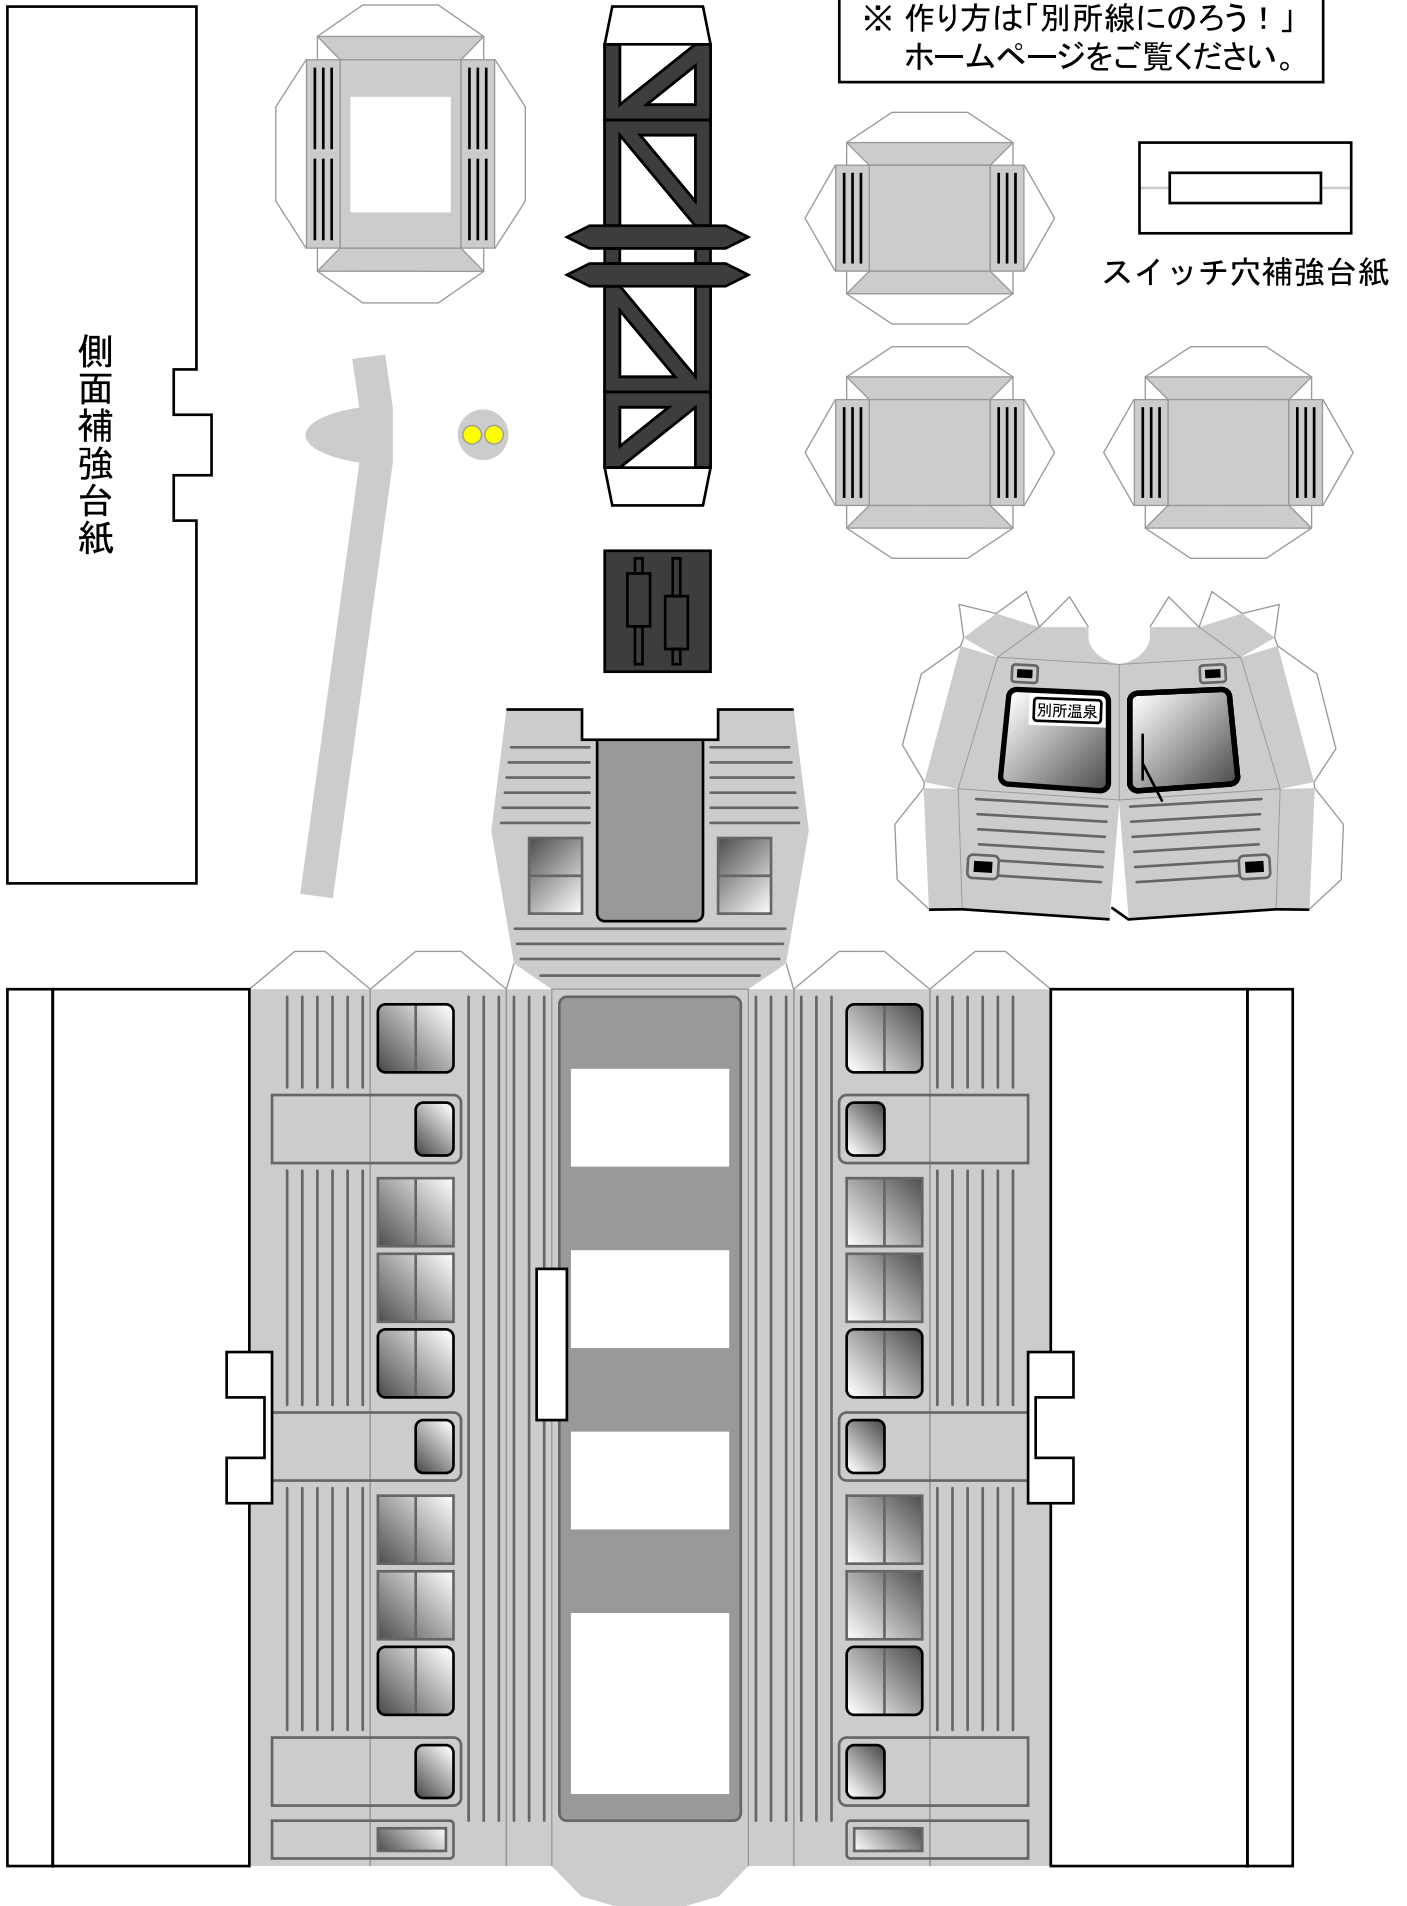 ※ 作り方は「別所線にのろう！」
ホームページをご覧ください。
スイッチ穴補強台紙
側面補強台紙
別所温泉